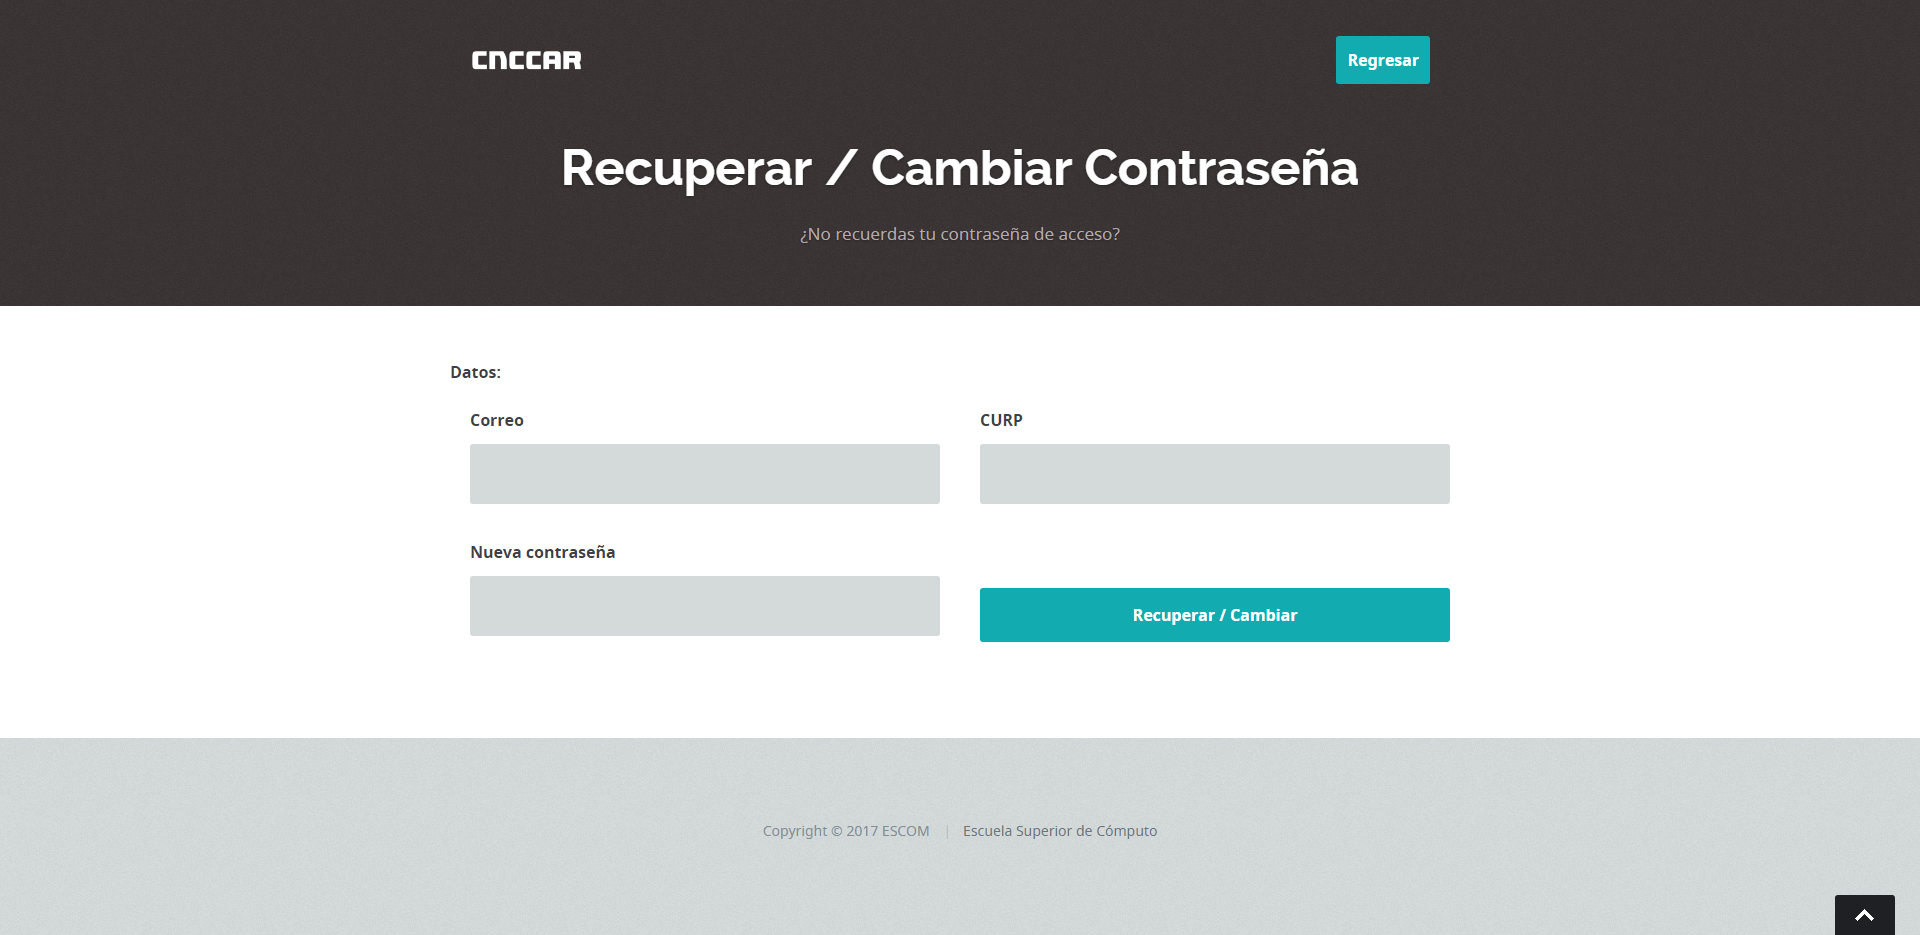 CNCCAR
Regresar
Recuperar / Cambiar Contraseña
¿No recuerdas tu contraseña de acceso?
Datos:
Correo
CURP
Nueva contraseña
Recuperar / Cambiar
Copyright © 2017 ESCOM | Escuela Superior de Cómputo